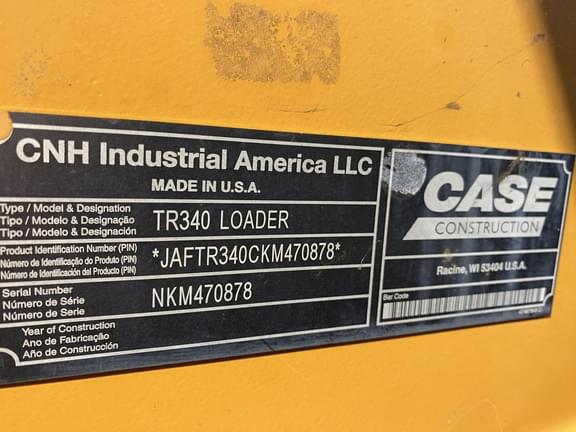 CNH Industrial America LLC
MADE IN U.S.A.
Type / Model & Designation
Tipo / Modelo & Designação
Tipo / Modelo & Designación
TR340 LOADER
Product Identification Number (PIN)
Número de Identificação do Produto (PIN)
Número de Identificación del Producto (PIN)
*JAFTR340CKM470878*
Serial Number
Número de Série
Número de Serie
NKM470878
Year of Construction
Ano de Fabricação
Año de Construcción
CASE
CONSTRUCTION
Racine, WI 53404 U.S.A.
Bar Code